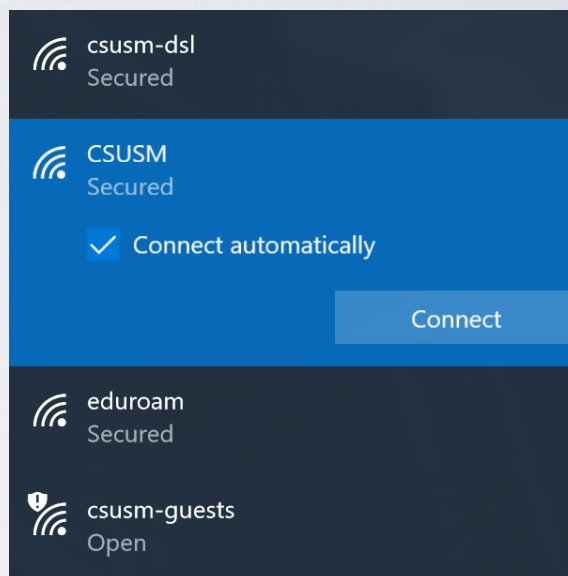 csusm-dsl
Secured
CSUSM
Secured
Connect automatically
Connect
eduroam
Secured
csusm-guests
Open